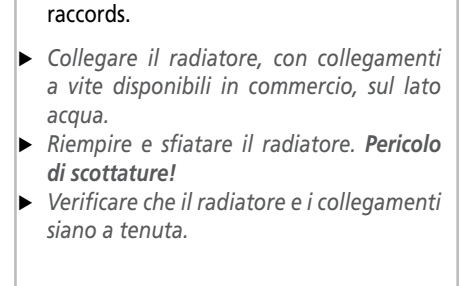 raccords.
▶ Collegare il radiatore, con collegamenti
a vite disponibili in commercio, sul lato
acqua.
▶ Riempire e sfiatare il radiatore. Pericolo
di scottature!
▶ Verificare che il radiatore e i collegamenti
siano a tenuta.